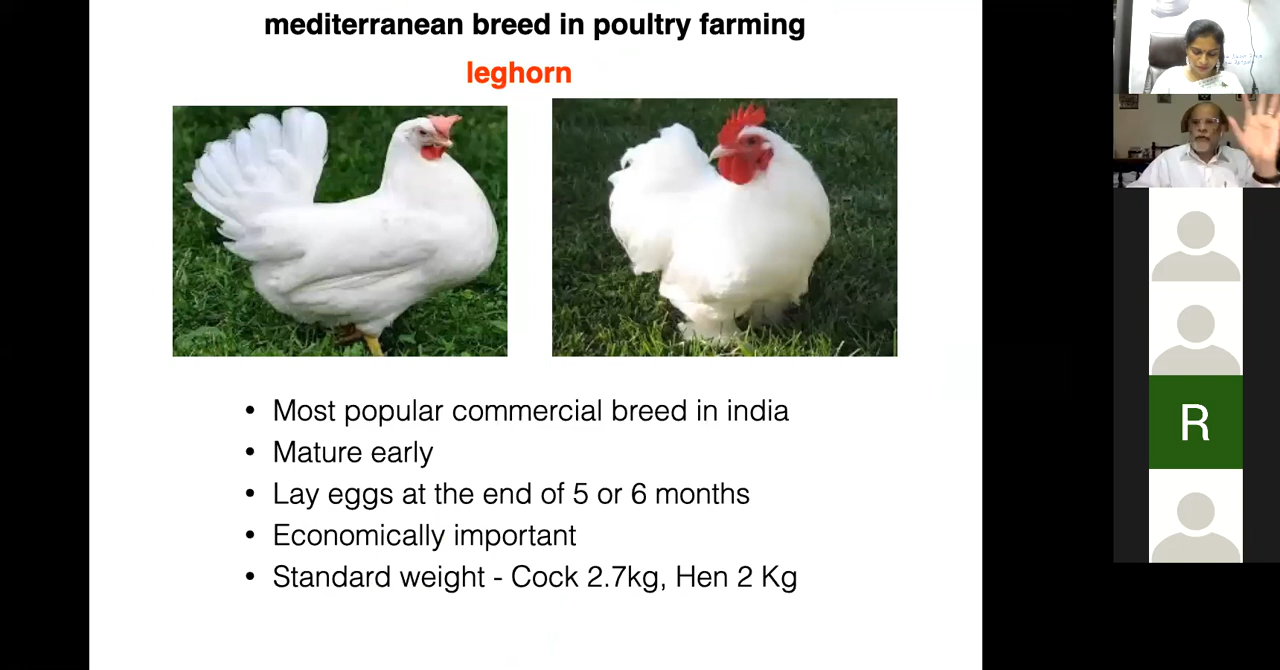 mediterranean breed in poultry farming
leghorn
• Most popular commercial breed in india
• Mature early
• Lay eggs at the end of 5 or 6 months
• Economically important
• Standard weight - Cock 2.7kg, Hen 2 Kg
R